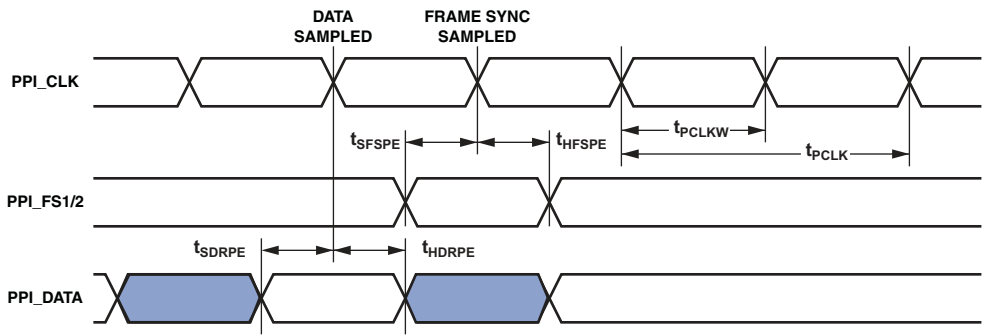 DATA
SAMPLED
FRAME SYNC
SAMPLED
PPI_CLK
tPCLKW
tSFSPE
tHFSPE
tPCLK
PPI_FS1/2
tSDRPE
tHDRPE
PPI_DATA